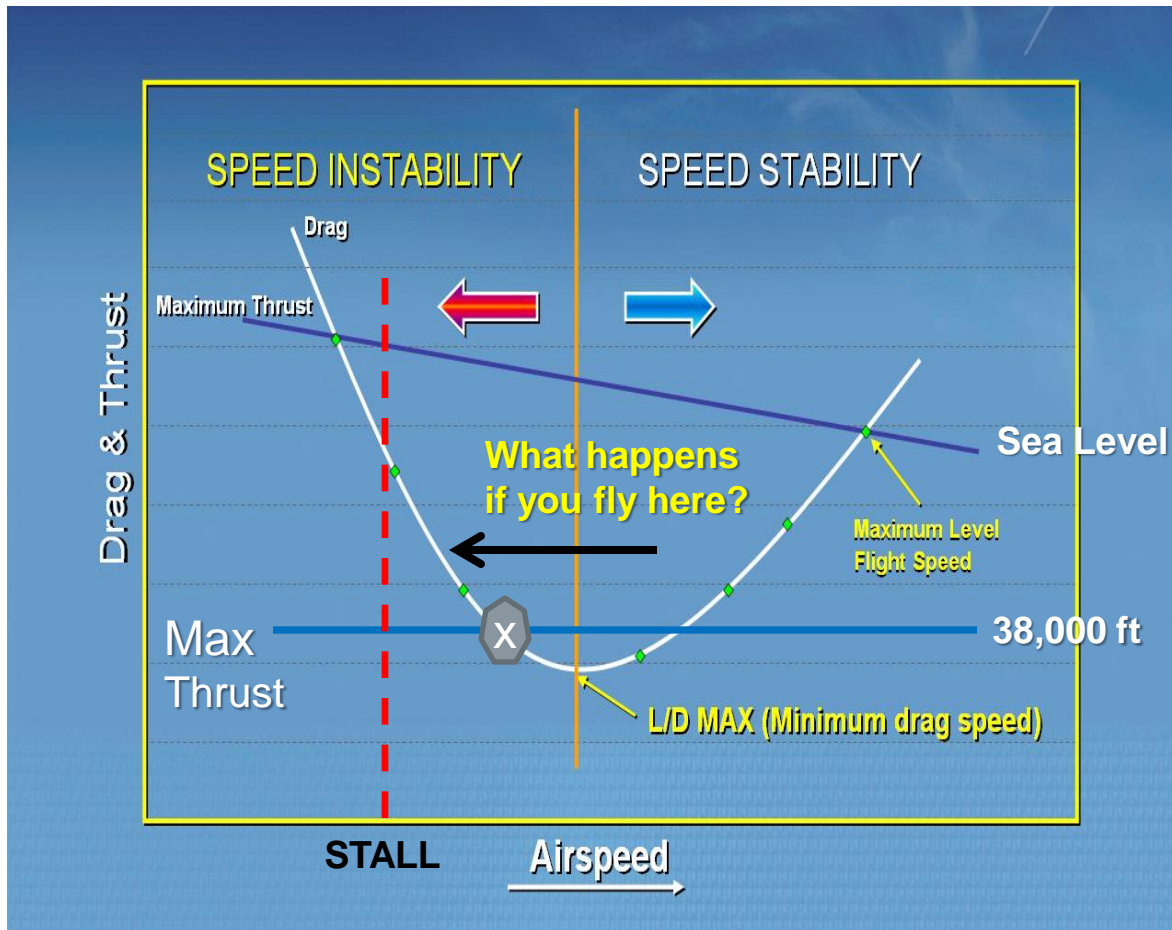 SPEED INSTABILITY
SPEED STABILITY
Drag
Maximum Thrust
Drag & Thrust
What happens
if you fly here?
Sea Level
Maximum Level
Flight Speed
Max
Thrust
X
38,000 ft
L/D MAX (Minimum drag speed)
STALL
Airspeed